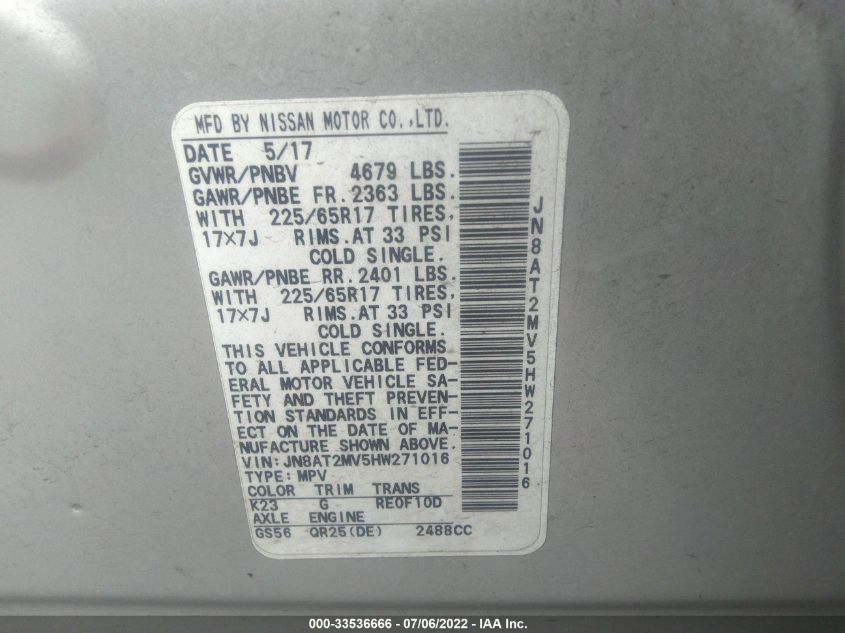 MFD BY NISSAN MOTOR CO.,LTD.
DATE 5/17
GVWR/PNBV 4679 LBS.
GAWR/PNBE FR. 2363 LBS.
WITH 225/65R17 TIRES,
17x7J RIMS.AT 33 PSI
COLD SINGLE.
GAWR/PNBE RR. 2401 LBS.
WITH 225/65R17 TIRES,
17x7J RIMS.AT 33 PSI
COLD SINGLE.
THIS VEHICLE CONFORMS
TO ALL APPLICABLE FED-
ERAL MOTOR VEHICLE SA-
FETY AND THEFT PREVEN-
TION STANDARDS IN EFF-
ECT ON THE DATE OF MA-
NUFACTURE SHOWN ABOVE.
VIN: JN8AT2MV5HW271016
TYPE: MPV
COLOR TRIM TRANS
K23 G RE0F10D
AXLE ENGINE
GS56 QR25(DE) 2488CC
JN8AT2MV5HW271016
000-33536666 - 07/06/2022 - IAA Inc.